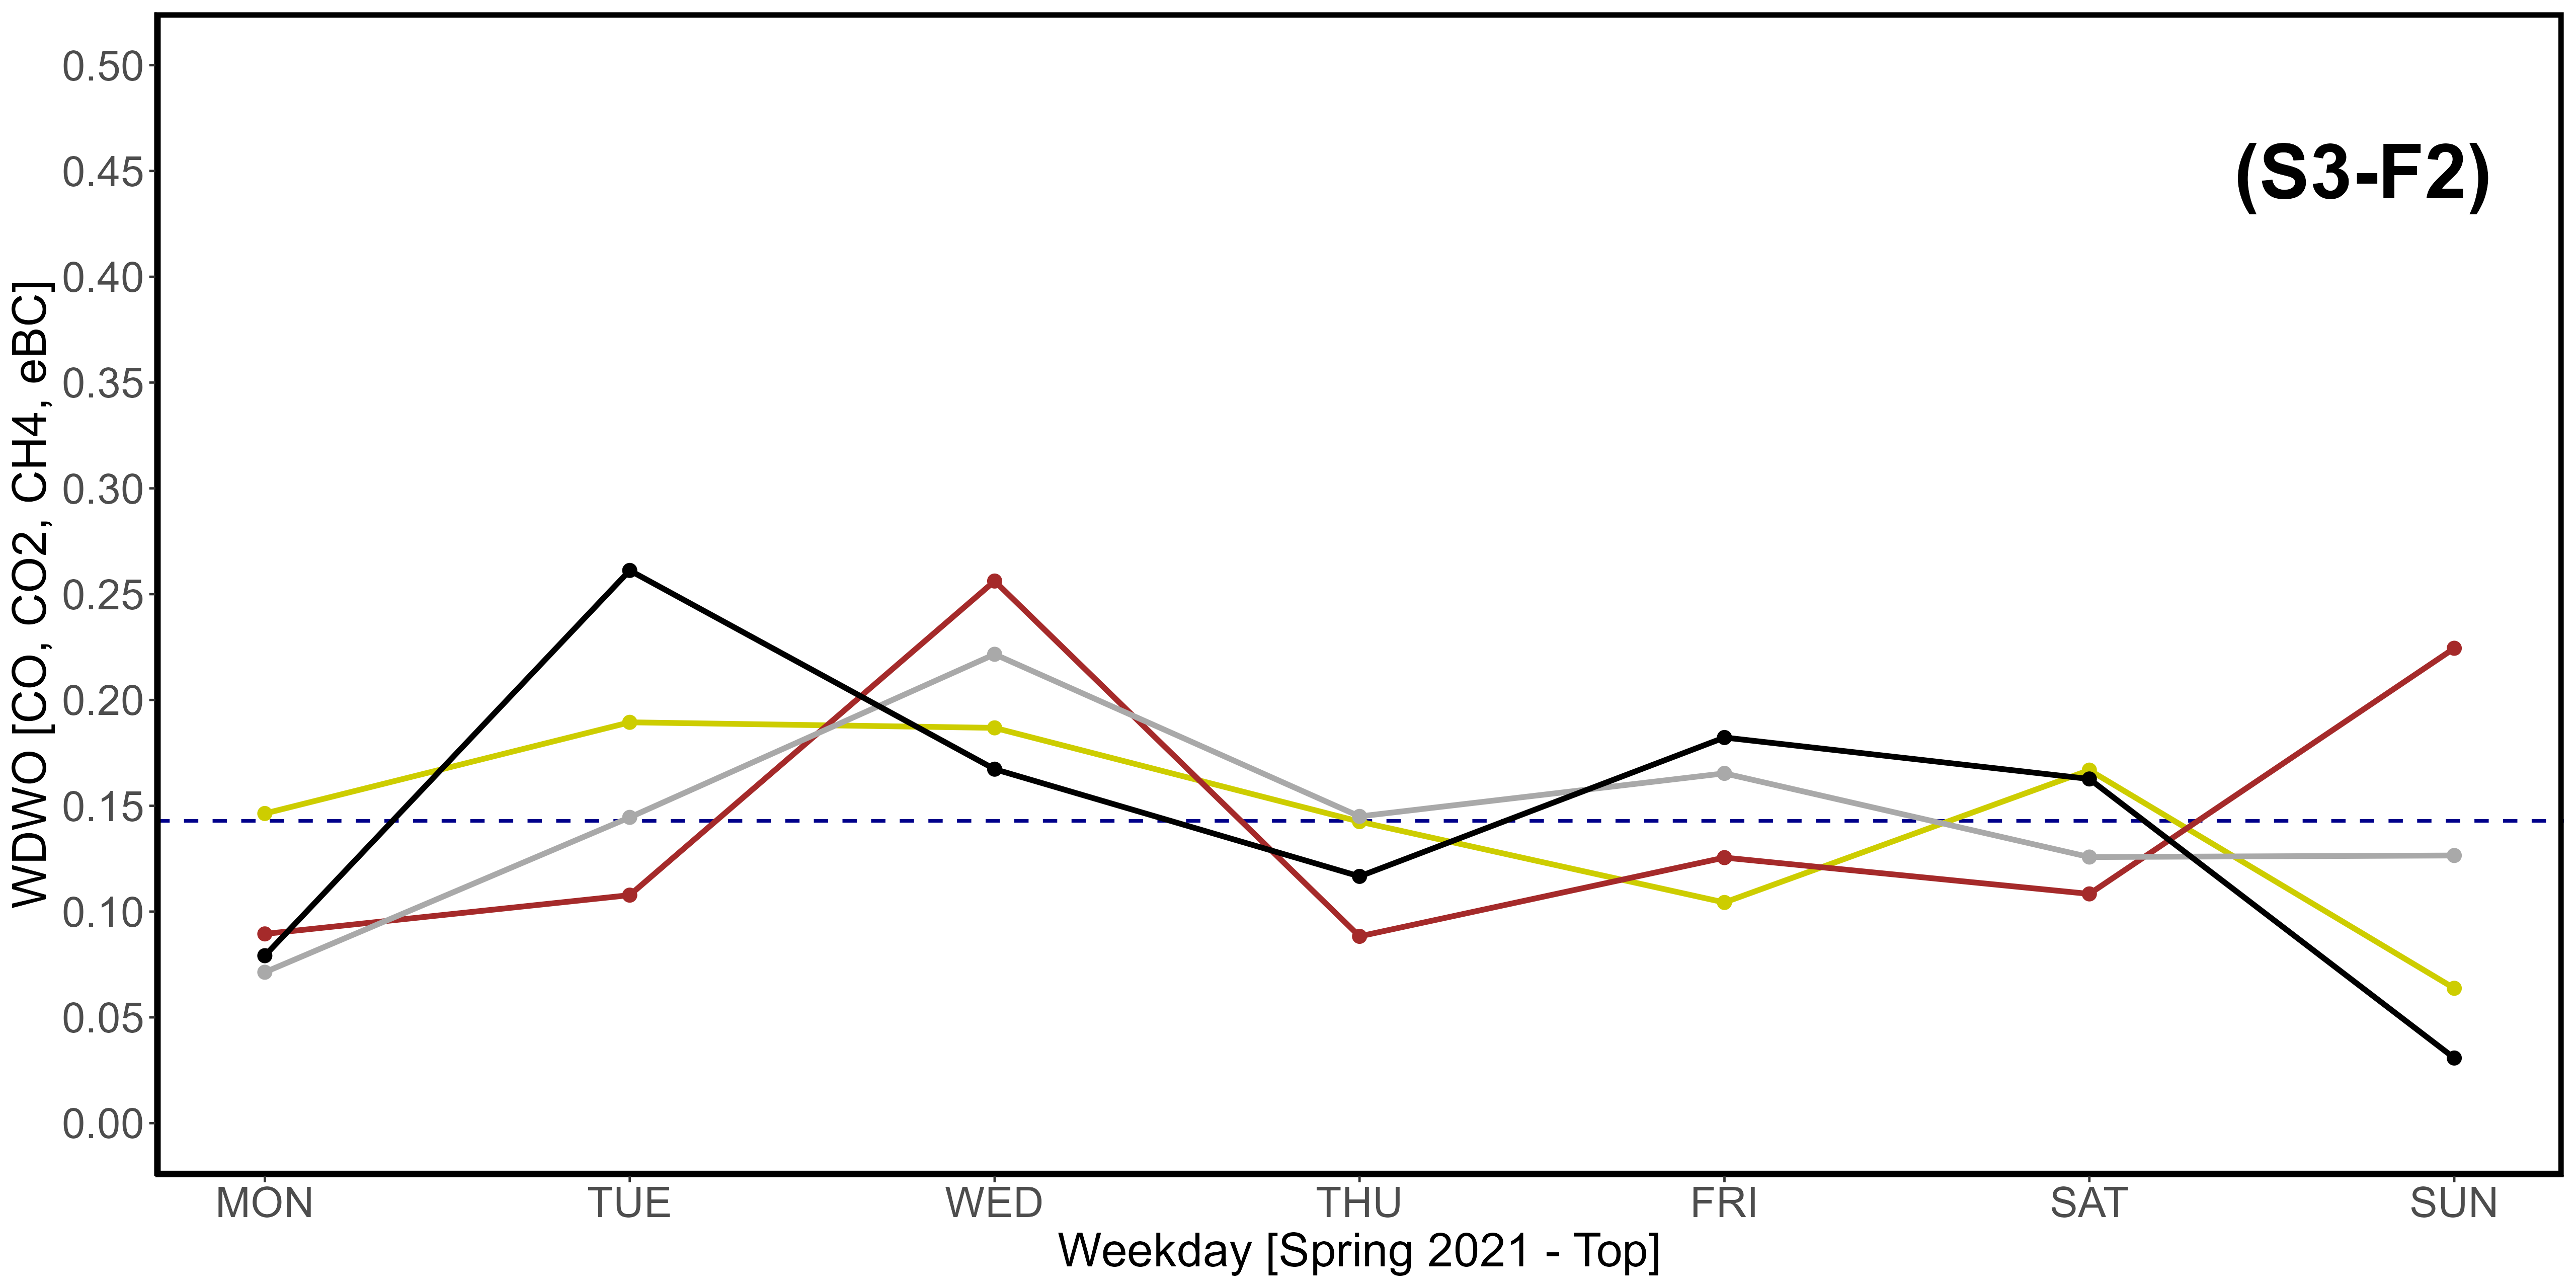 (S3-F2)
WDWO [CO, CO2, CH4, eBC]
0.50
0.45
0.40
0.35
0.30
0.25
0.20
0.15
0.10
0.05
0.00
MON TUE WED THU FRI SAT SUN
Weekday [Spring 2021 - Top]